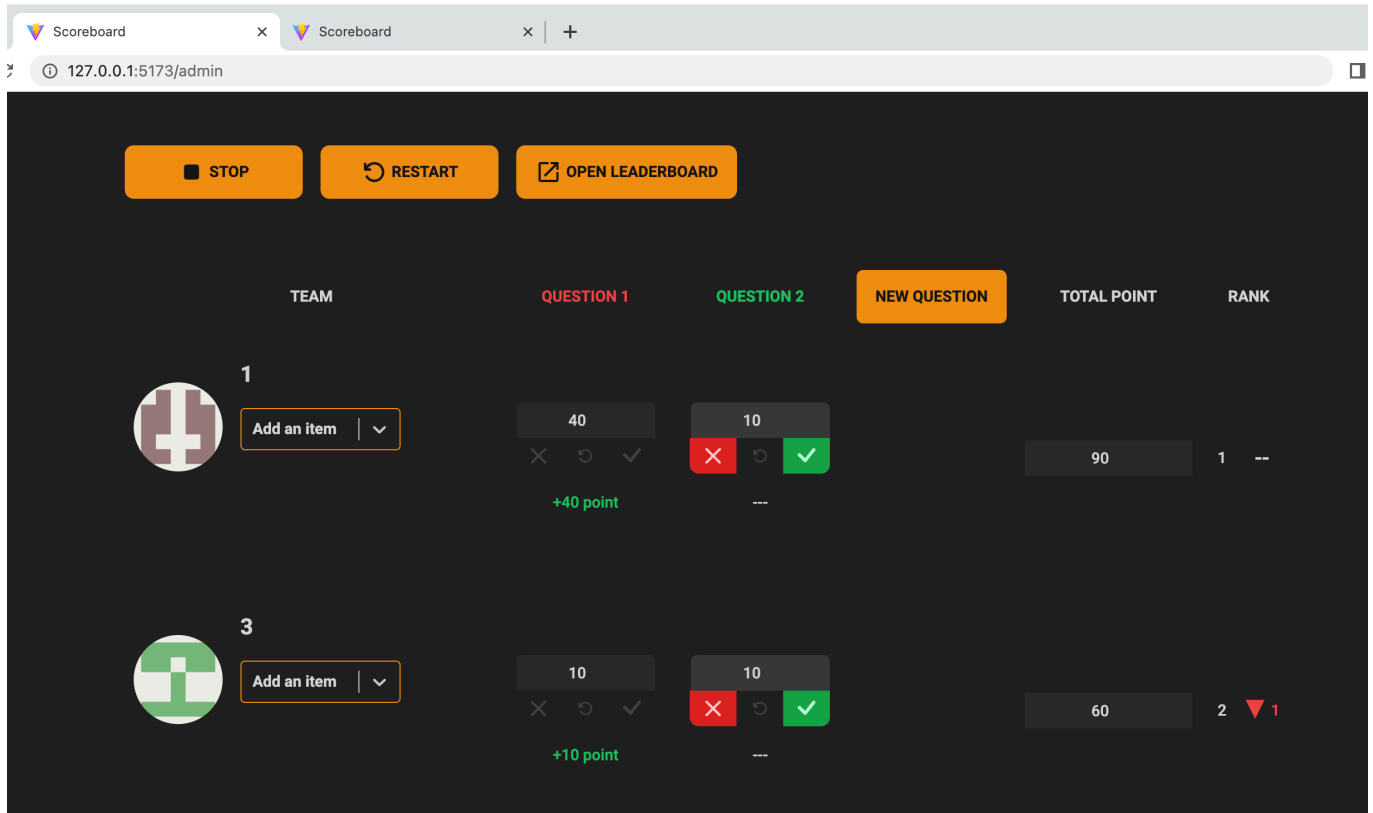 Scoreboard Scoreboard
127.0.0.1:5173/admin
STOP RESTART OPEN LEADERBOARD
TEAM QUESTION 1 QUESTION 2 NEW QUESTION TOTAL POINT RANK
1
Add an item 40 10
90 1 --
+40 point ---
3
Add an item 10 10
60 2 1
+10 point ---